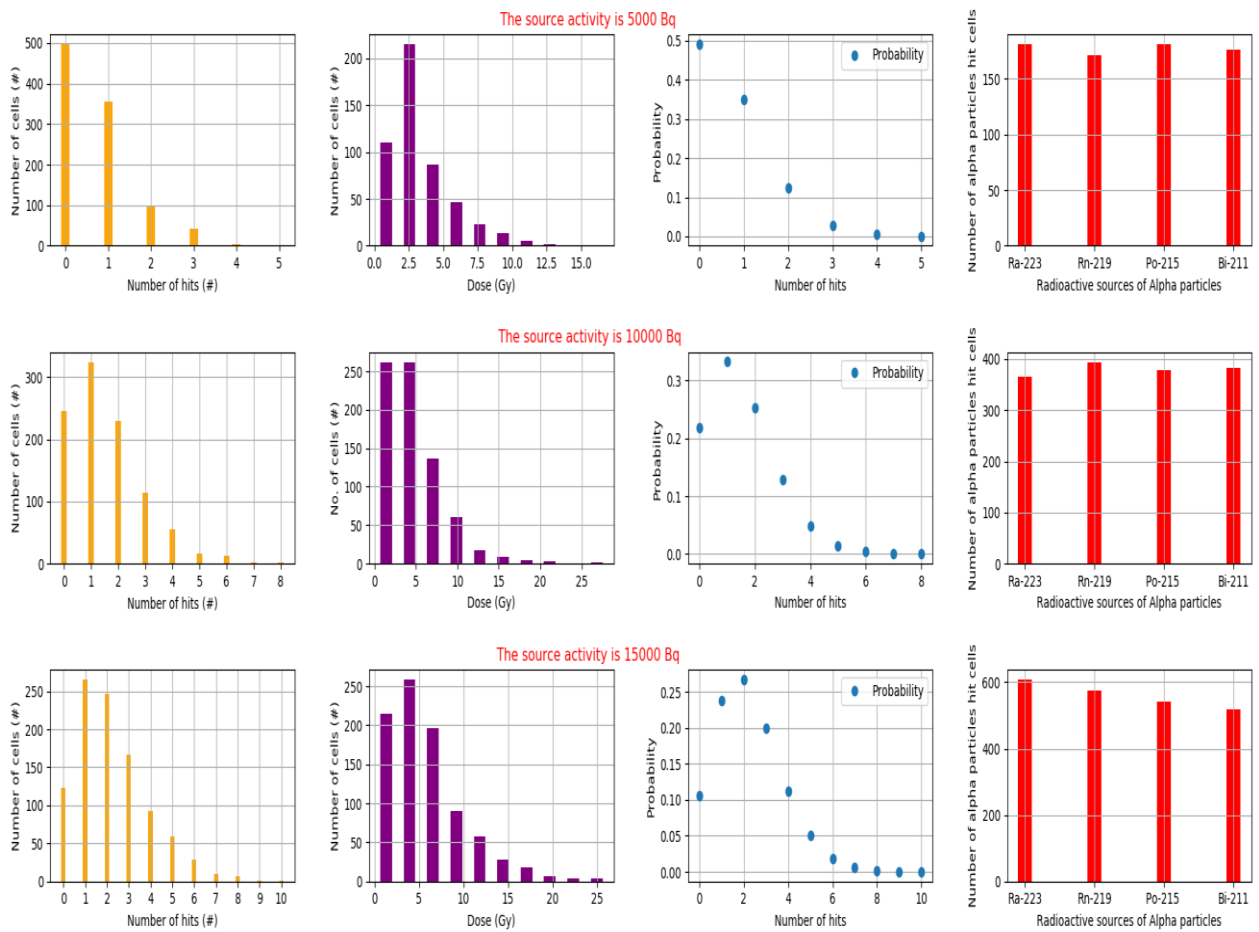 The source activity is 5000 Bq
Number of cells (#)
500
400
300
200
100
0
0 1 2 3 4 5
Number of hits (#)
Number of cells (#)
200
150
100
50
0
0.0 2.5 5.0 7.5 10.0 12.5 15.0
Dose (Gy)
Probability
0.5
0.4
0.3
0.2
0.1
0.0
Probability
0 1 2 3 4 5
Number of hits
Number of alpha particles hit cells
150
100
50
0
Ra-223 Rn-219 Po-215 Bi-211
Radioactive sources of Alpha particles
The source activity is 10000 Bq
Number of cells (#)
300
200
100
0
0 1 2 3 4 5 6 7 8
Number of hits (#)
No. of cells (#)
250
200
150
100
50
0
0 5 10 15 20 25
Dose (Gy)
Probability
0.3
0.2
0.1
0.0
Probability
0 2 4 6 8
Number of hits
Number of alpha particles hit cells
400
300
200
100
0
Ra-223 Rn-219 Po-215 Bi-211
Radioactive sources of Alpha particles
The source activity is 15000 Bq
Number of cells (#)
250
200
150
100
50
0
0 1 2 3 4 5 6 7 8 9 10
Number of hits (#)
Number of cells (#)
250
200
150
100
50
0
0 5 10 15 20 25
Dose (Gy)
Probability
0.25
0.20
0.15
0.10
0.05
0.00
Probability
0 2 4 6 8 10
Number of hits
Number of alpha particles hit cells
600
400
200
0
Ra-223 Rn-219 Po-215 Bi-211
Radioactive sources of Alpha particles